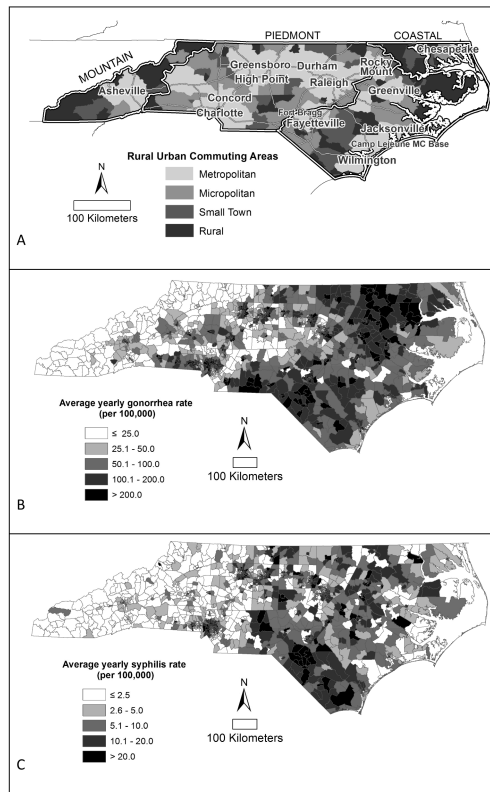 PIEDMONT
COASTAL
MOUNTAIN
Chesapeake
Greensboro
Durham
Rocky
Mount
High Point
Raleigh
Asheville
Greenville
Concord
Charlotte
Fort Bragg
Fayetteville
Jacksonville
Camp Lejeune MC Base
Wilmington
Rural Urban Commuting Areas
Metropolitan
Micropolitan
Small Town
Rural
N
100 Kilometers
A
Average yearly gonorrhea rate
(per 100,000)
≤ 25.0
25.1 - 50.0
50.1 - 100.0
100.1 - 200.0
> 200.0
N
100 Kilometers
B
Average yearly syphilis rate
(per 100,000)
≤ 2.5
2.6 - 5.0
5.1 - 10.0
10.1 - 20.0
> 20.0
N
100 Kilometers
C